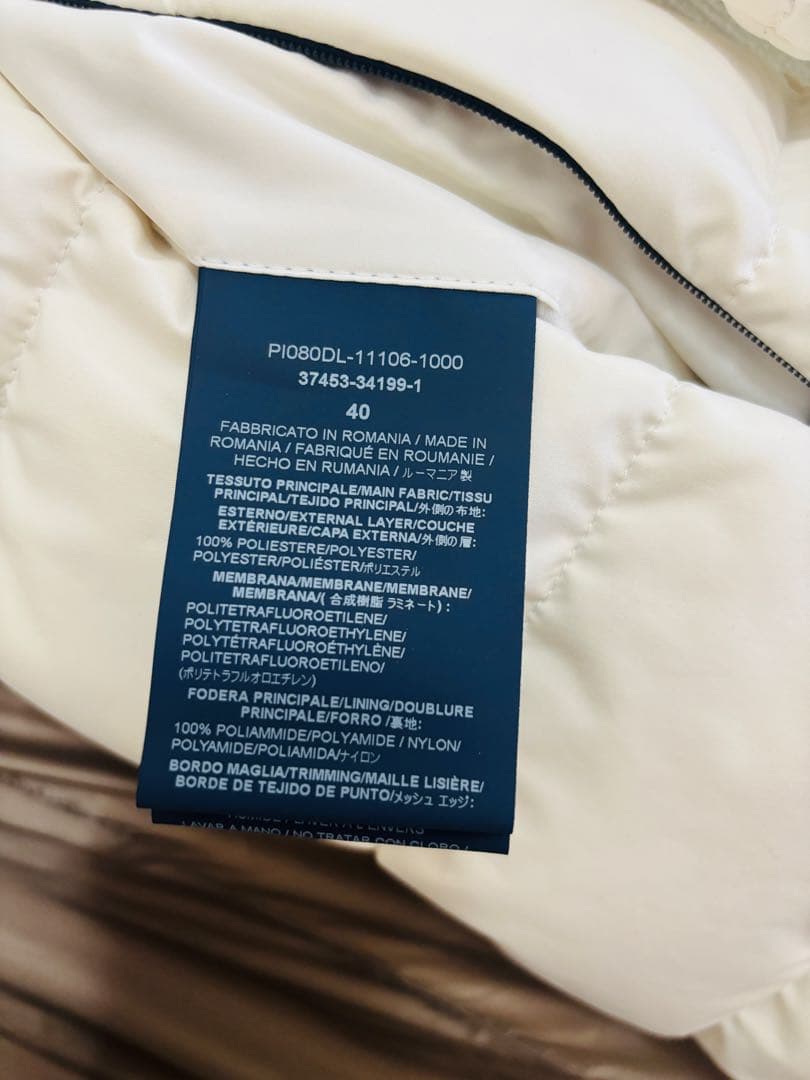 PI080DL-11106-1000
37453-34199-1
40
FABBRICATO IN ROMANIA / MADE IN
ROMANIA / FABRIQUÉ EN ROUMANIE /
HECHO EN RUMANIA / ルーマニア製
TESSUTO PRINCIPALE/MAIN FABRIC/TISSU
PRINCIPAL/TEJIDO PRINCIPAL/外側の布地:
ESTERNO/EXTERNAL LAYER/COUCHE
EXTÉRIEURE/CAPA EXTERNA/外側の層:
100% POLIESTERE/POLYESTER/
POLYESTER/POLIÉSTER/ポリエステル
MEMBRANA/MEMBRANE/MEMBRANE/
MEMBRANA/( 合成樹脂 ラミネート) :
POLITETRAFLUOROETILENE/
POLYTETRAFLUOROETHYLENE/
POLYTÉTRAFLUOROÉTHYLÈNE/
POLITETRAFLUOROETILENO/
(ポリテトラフルオロエチレン)
FODERA PRINCIPALE/LINING/DOUBLURE
PRINCIPALE/FORRO /裏地:
100% POLIAMMIDE/POLYAMIDE / NYLON/
POLYAMIDE/POLIAMIDA/ナイロン
BORDO MAGLIA/TRIMMING/MAILLE LISIÈRE/
BORDE DE TEJIDO DE PUNTO/メッシュ エッジ:
LAVAR A MANO / NO TRATAR CON CLORO /